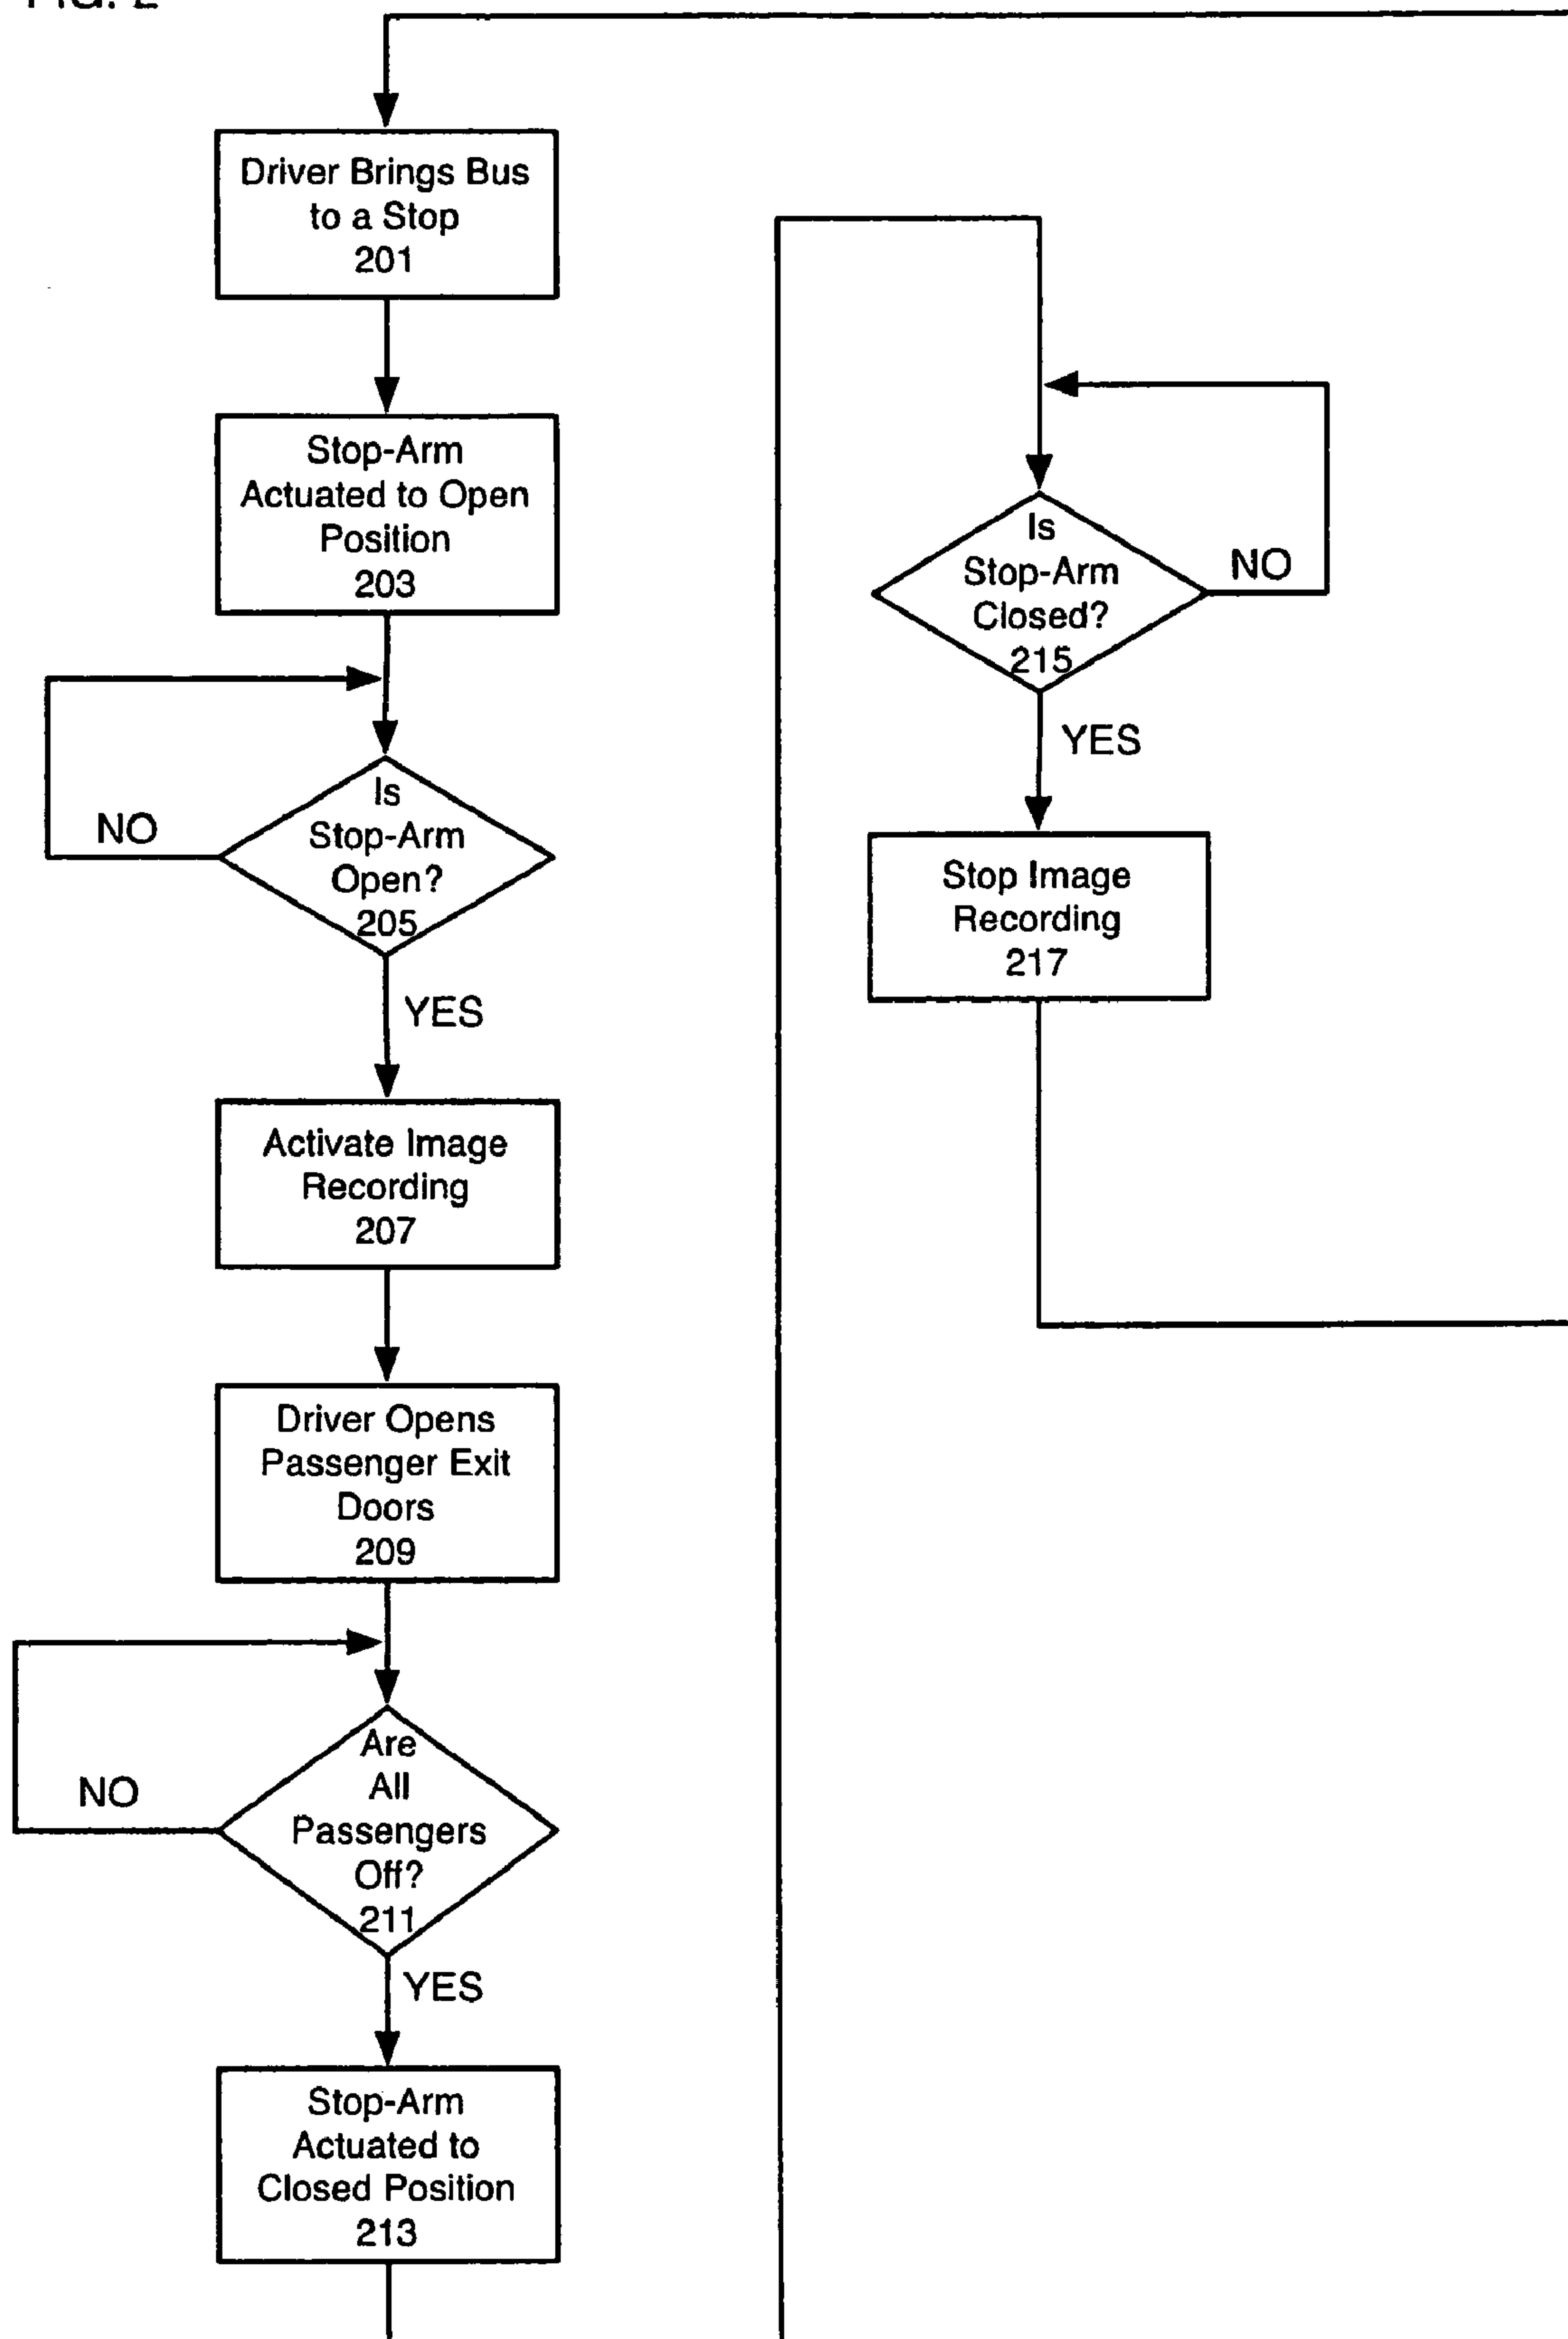 FIG. 2
Driver Brings Bus
to a Stop
201
Stop-Arm
Actuated to Open
Position
203
Is
Stop-Arm
Open?
205
NO
YES
Activate Image
Recording
207
Driver Opens
Passenger Exit
Doors
209
Are
All
Passengers
Off?
211
NO
YES
Stop-Arm
Actuated to
Closed Position
213
Is
Stop-Arm
Closed?
215
NO
YES
Stop Image
Recording
217